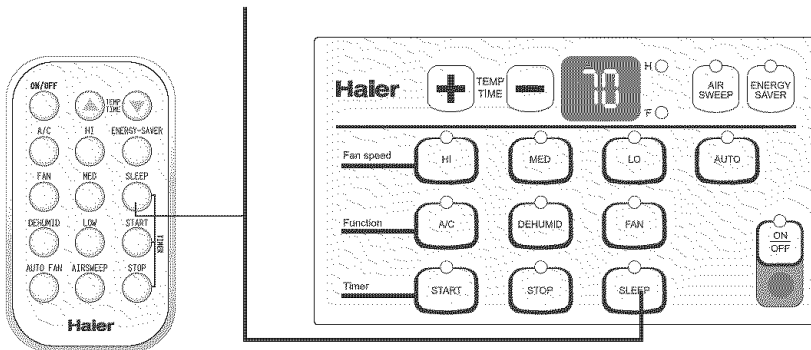 ON/OFF
TEMP
TIME
A/C HI ENERGY-SAVER
FAN MED SLEEP
DEHUMID LOW START
TIMER
AUTO FAN AIRSWEEP STOP
Haier
Haier
+ TEMP
TIME −
70
H
F
AIR
SWEEP
ENERGY
SAVER
Fan speed HI MED LO AUTO
Function A/C DEHUMID FAN
ON
OFF
Timer START STOP SLEEP